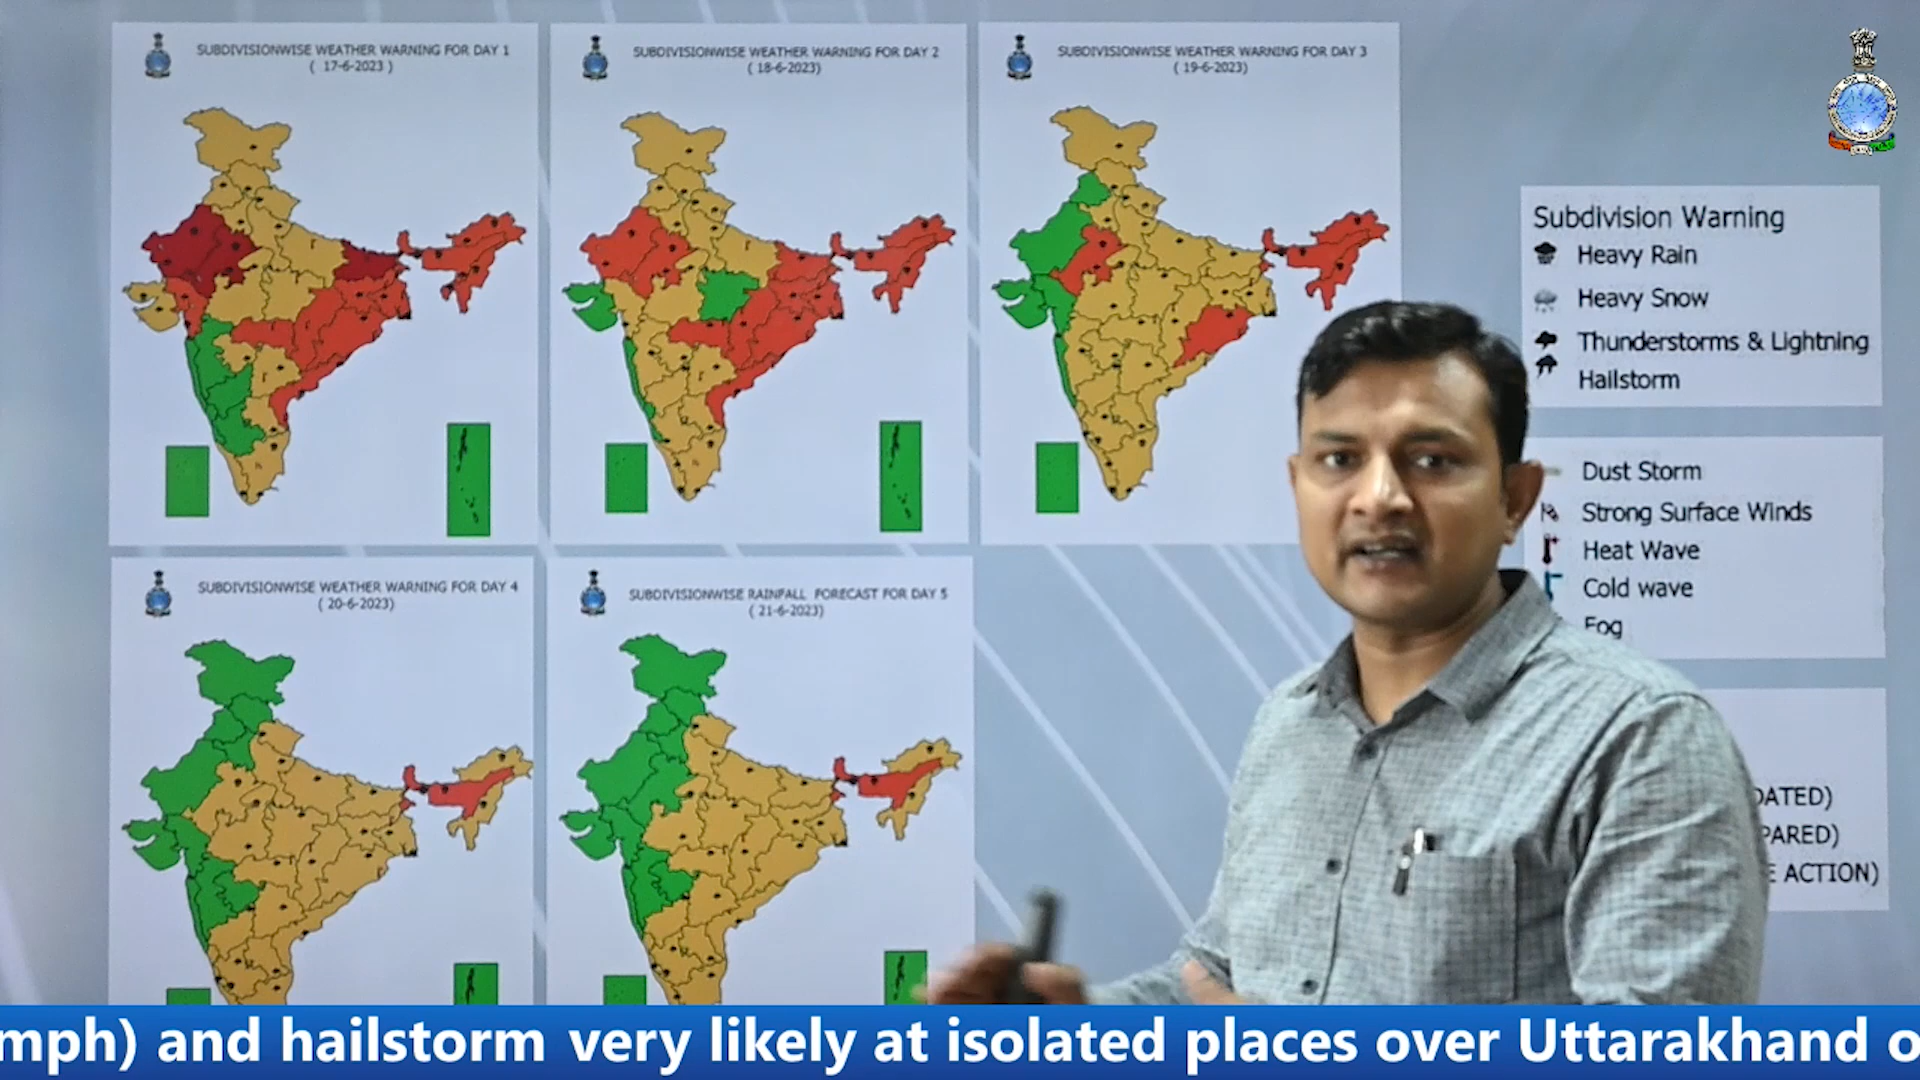 SUBDIVISIONWISE WEATHER WARNING FOR DAY 1
( 17-6-2023 )
SUBDIVISIONWISE WEATHER WARNING FOR DAY 2
( 18-6-2023)
SUBDIVISIONWISE WEATHER WARNING FOR DAY 3
( 19-6-2023)
Subdivision Warning
Heavy Rain
Heavy Snow
Thunderstorms & Lightning
Hailstorm
Dust Storm
Strong Surface Winds
Heat Wave
Cold wave
Fog
SUBDIVISIONWISE WEATHER WARNING FOR DAY 4
( 20-6-2023)
SUBDIVISIONWISE RAINFALL FORECAST FOR DAY 5
( 21-6-2023)
DATED)
PARED)
E ACTION)
mph) and hailstorm very likely at isolated places over Uttarakhand o